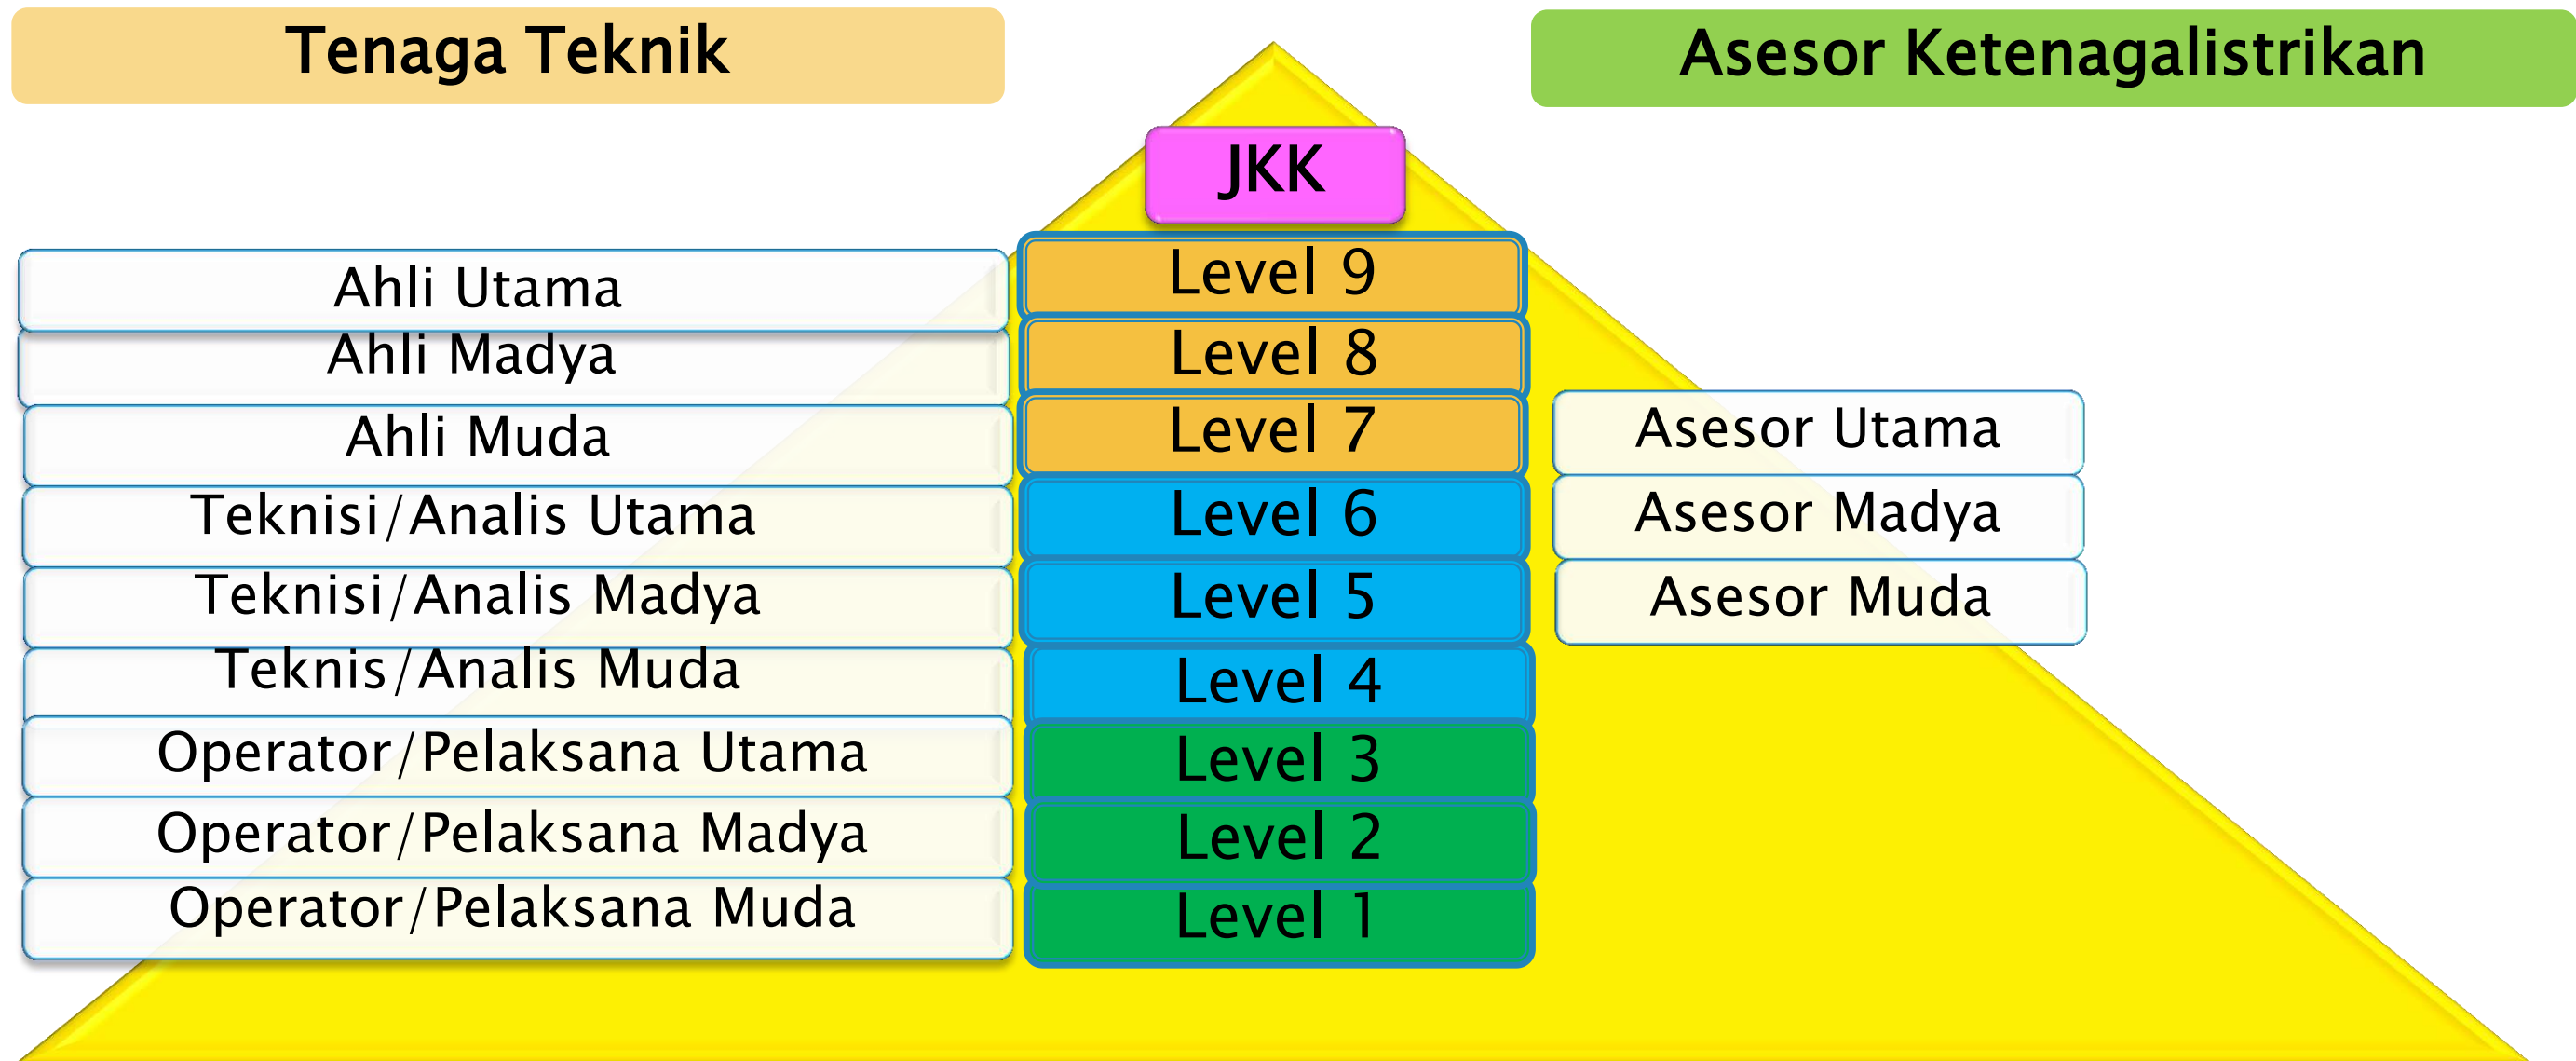 Tenaga Teknik
Asesor Ketenagalistrikan
JKK
Ahli Utama
Level 9
Ahli Madya
Level 8
Ahli Muda
Level 7
Asesor Utama
Teknisi/Analis Utama
Level 6
Asesor Madya
Teknisi/Analis Madya
Level 5
Asesor Muda
Teknis/Analis Muda
Level 4
Operator/Pelaksana Utama
Level 3
Operator/Pelaksana Madya
Level 2
Operator/Pelaksana Muda
Level 1